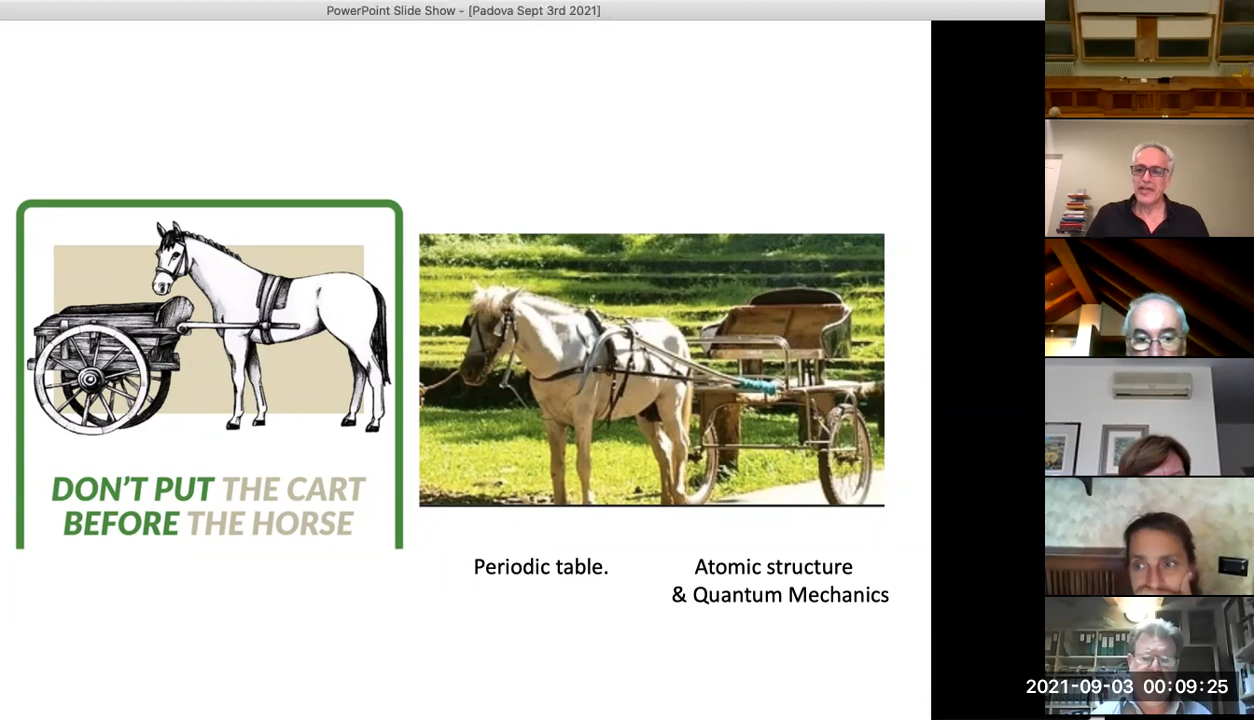 PowerPoint Slide Show - [Padova Sept 3rd 2021]
DON'T PUT THE CART
BEFORE THE HORSE
Periodic table.
Atomic structure
& Quantum Mechanics
2021-09-03 00:09:25